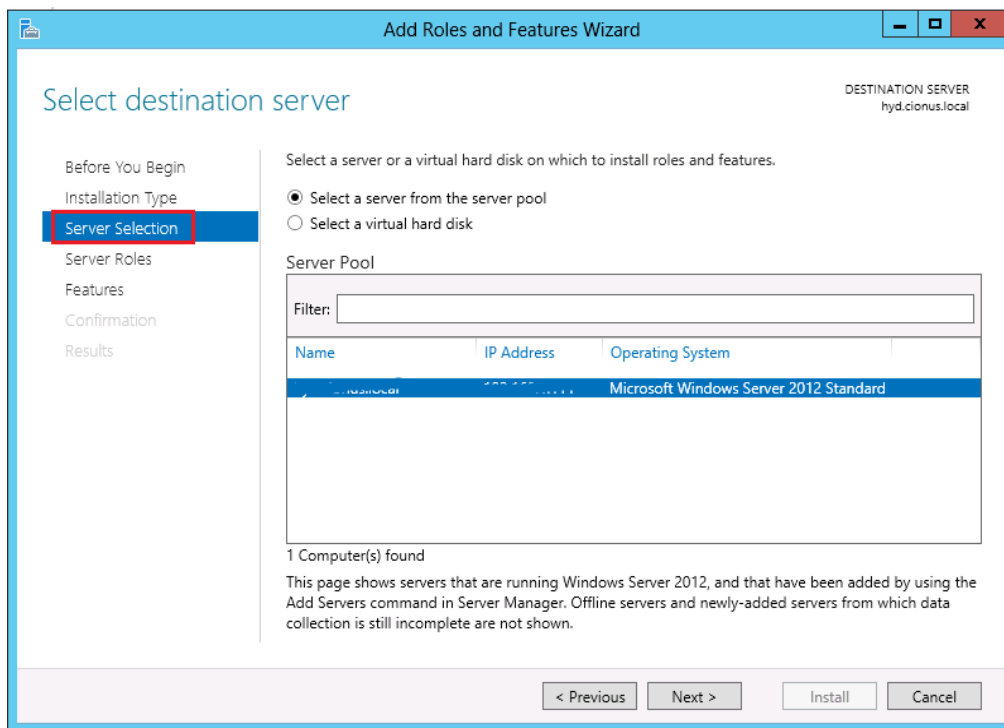 Add Roles and Features Wizard
x
Select destination server
DESTINATION SERVER
hyd.cionus.local
Before You Begin
Installation Type
Server Selection
Server Roles
Features
Confirmation
Results
Select a server or a virtual hard disk on which to install roles and features.
Select a server from the server pool
Select a virtual hard disk
Server Pool
Filter:
Name IP Address Operating System
Microsoft Windows Server 2012 Standard
1 Computer(s) found
This page shows servers that are running Windows Server 2012, and that have been added by using the
Add Servers command in Server Manager. Offline servers and newly-added servers from which data
collection is still incomplete are not shown.
< Previous Next > Install Cancel